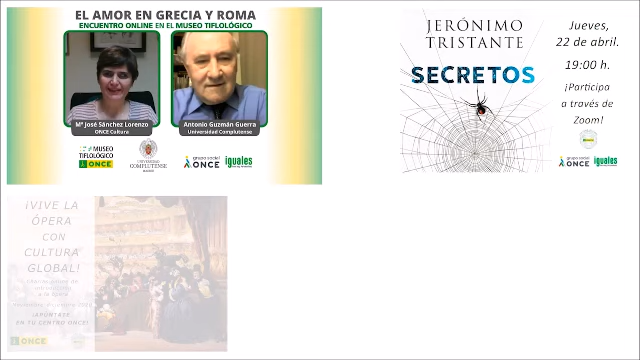 EL AMOR EN GRECIA Y ROMA
ENCUENTRO ONLINE EN EL MUSEO TIFLOLÓGICO
Mª José Sánchez Lorenzo
ONCE Cultura
Antonio Guzmán Guerra
Universidad Complutense
MUSEO
TIFLOLÓGICO
ONCE
UNIVERSIDAD
COMPLUTENSE
MADRID
grupo social
ONCE
iguales
JERÓNIMO
TRISTANTE
SECRETOS
Jueves,
22 de abril.
19:00 h.
¡Participa
a través de
Zoom!
grupo social
ONCE
iguales
¡VIVE LA
ÓPERA
CON
CULTURA
GLOBAL!
¡APÚNTATE
EN TU CENTRO ONCE!
ONCE